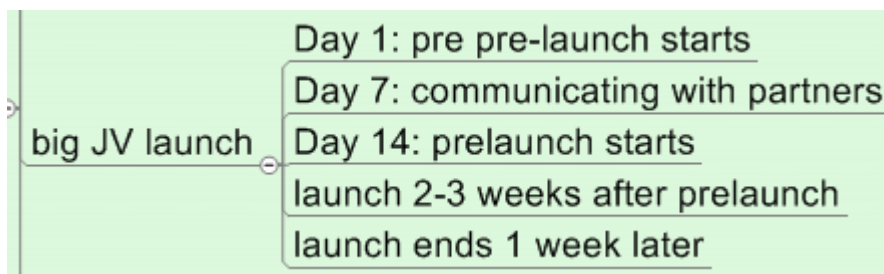 Day 1: pre pre-launch starts
Day 7: communicating with partners
big JV launch
Day 14: prelaunch starts
launch 2-3 weeks after prelaunch
launch ends 1 week later